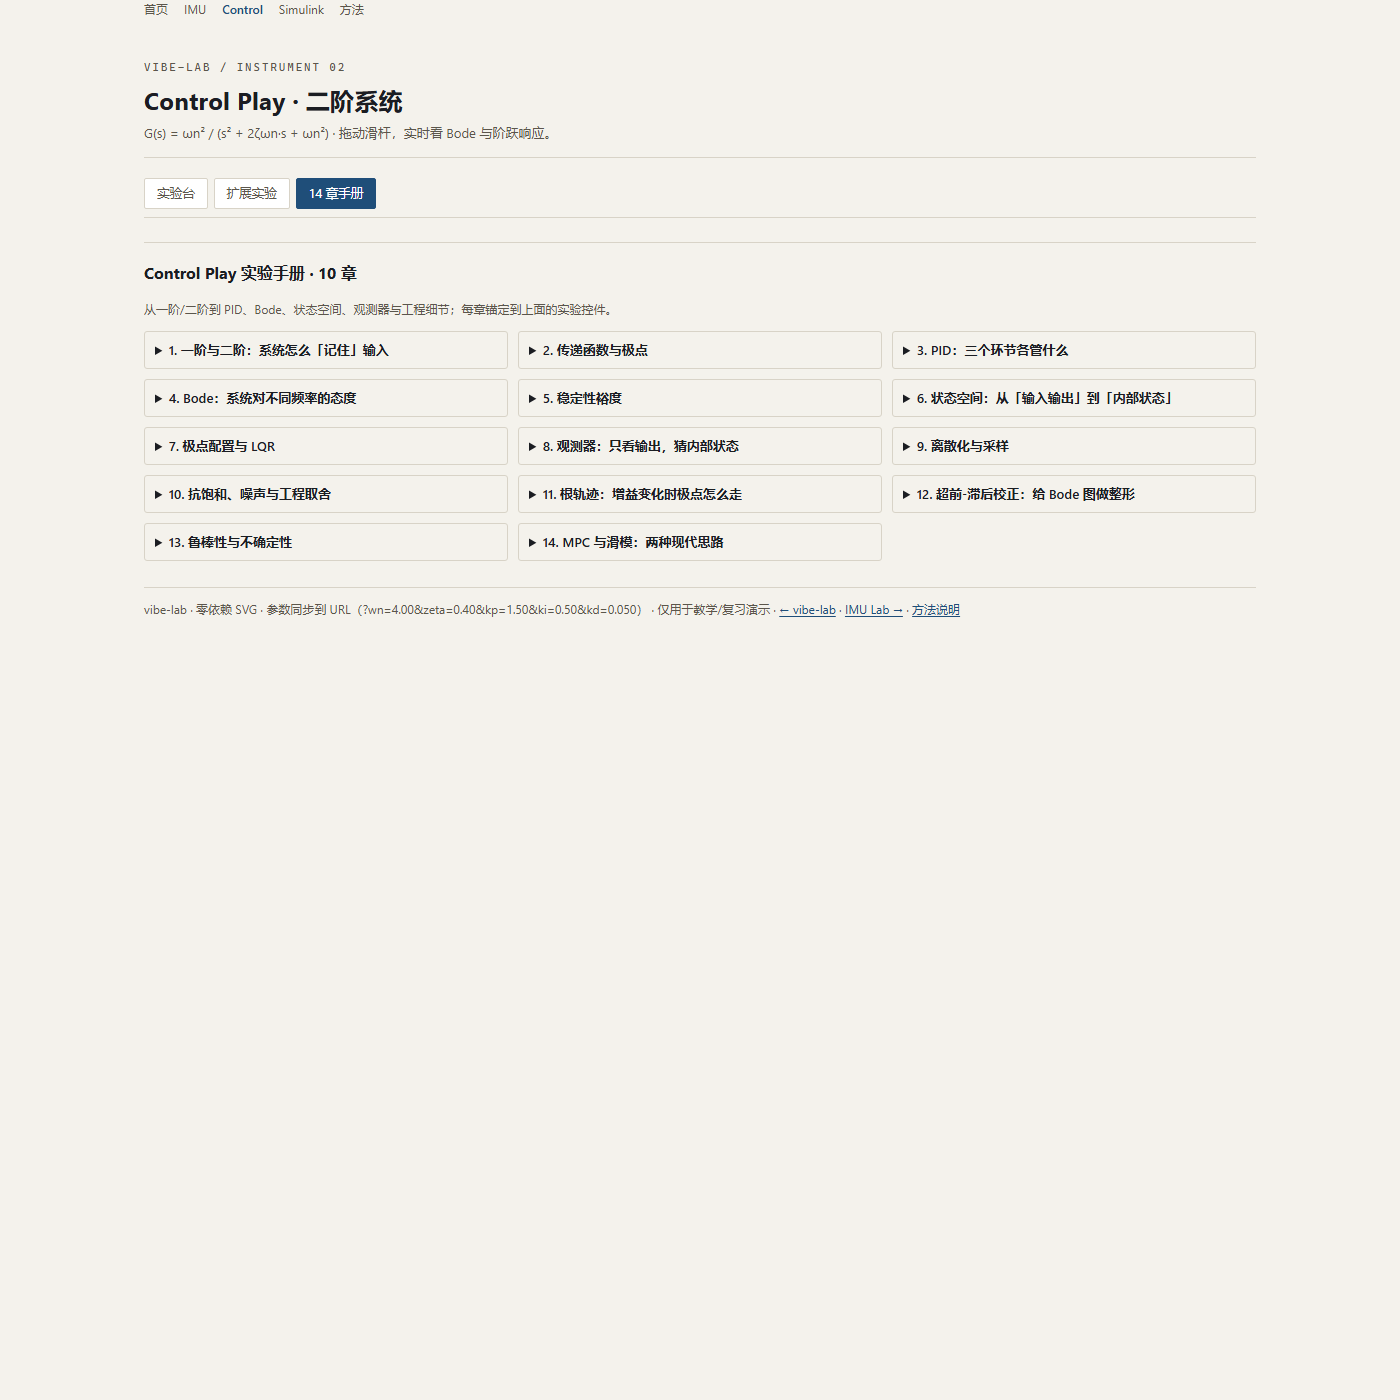 首页 IMU Control Simulink 方法
VIBE-LAB / INSTRUMENT 02
Control Play · 二阶系统
G(s) = ωn² / (s² + 2ζωn·s + ωn²) · 拖动滑杆，实时看 Bode 与阶跃响应。
实验台 扩展实验 14 章手册
Control Play 实验手册 · 10 章
从一阶/二阶到 PID、Bode、状态空间、观测器与工程细节；每章锚定到上面的实验控件。
▶ 1. 一阶与二阶：系统怎么「记住」输入
▶ 2. 传递函数与极点
▶ 3. PID：三个环节各管什么
▶ 4. Bode：系统对不同频率的态度
▶ 5. 稳定性裕度
▶ 6. 状态空间：从「输入输出」到「内部状态」
▶ 7. 极点配置与 LQR
▶ 8. 观测器：只看输出，猜内部状态
▶ 9. 离散化与采样
▶ 10. 抗饱和、噪声与工程取舍
▶ 11. 根轨迹：增益变化时极点怎么走
▶ 12. 超前-滞后校正：给 Bode 图做整形
▶ 13. 鲁棒性与不确定性
▶ 14. MPC 与滑模：两种现代思路
vibe-lab · 零依赖 SVG · 参数同步到 URL（?wn=4.00&zeta=0.40&kp=1.50&ki=0.50&kd=0.050） · 仅用于教学/复习演示 · ← vibe-lab · IMU Lab → · 方法说明